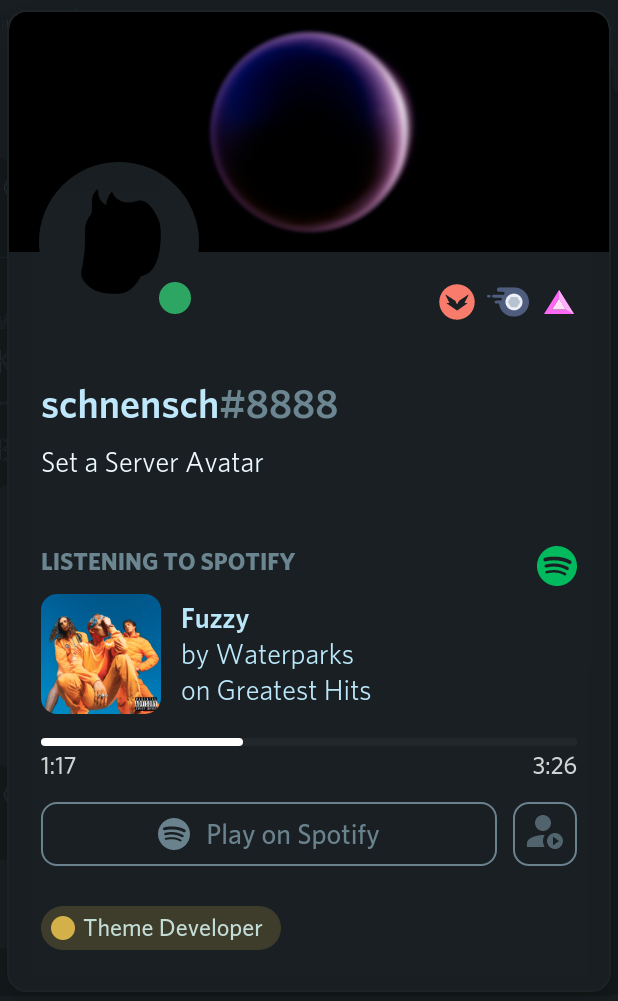 schnensch#8888
Set a Server Avatar
LISTENING TO SPOTIFY
Fuzzy
by Waterparks
on Greatest Hits
1:17 3:26
Play on Spotify
Theme Developer